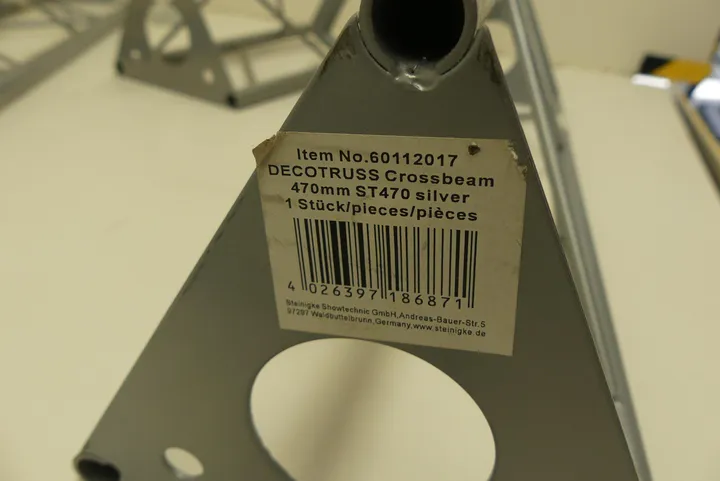 Item No.60112017
DECOTRUSS Crossbeam
470mm ST470 silver
1 Stück/pieces/pièces
4 026397 186871
Steinigke Showtechnic GmbH,Andreas-Bauer-Str.5
97297 Waldbüttelbrunn,Germany,www.steinigke.de